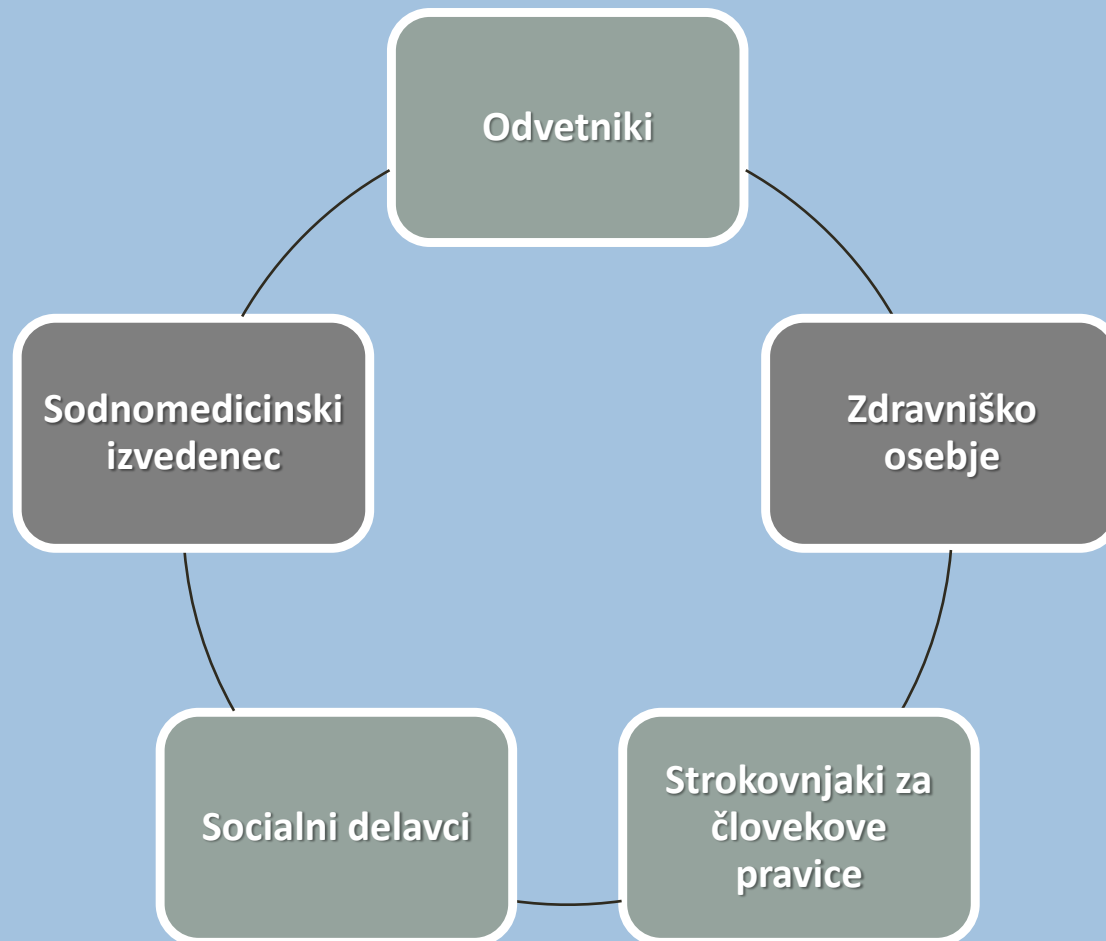 Odvetniki
Sodnomedicinski
izvedenec
Zdravniško
osebje
Socialni delavci
Strokovnjaki za
človekove
pravice